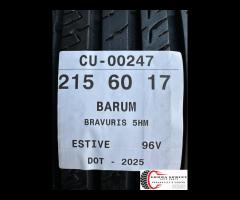 CU-00247
215 60 17
BARUM
BRAVURIS 5HM
ESTIVE 96V
DOT - 2025